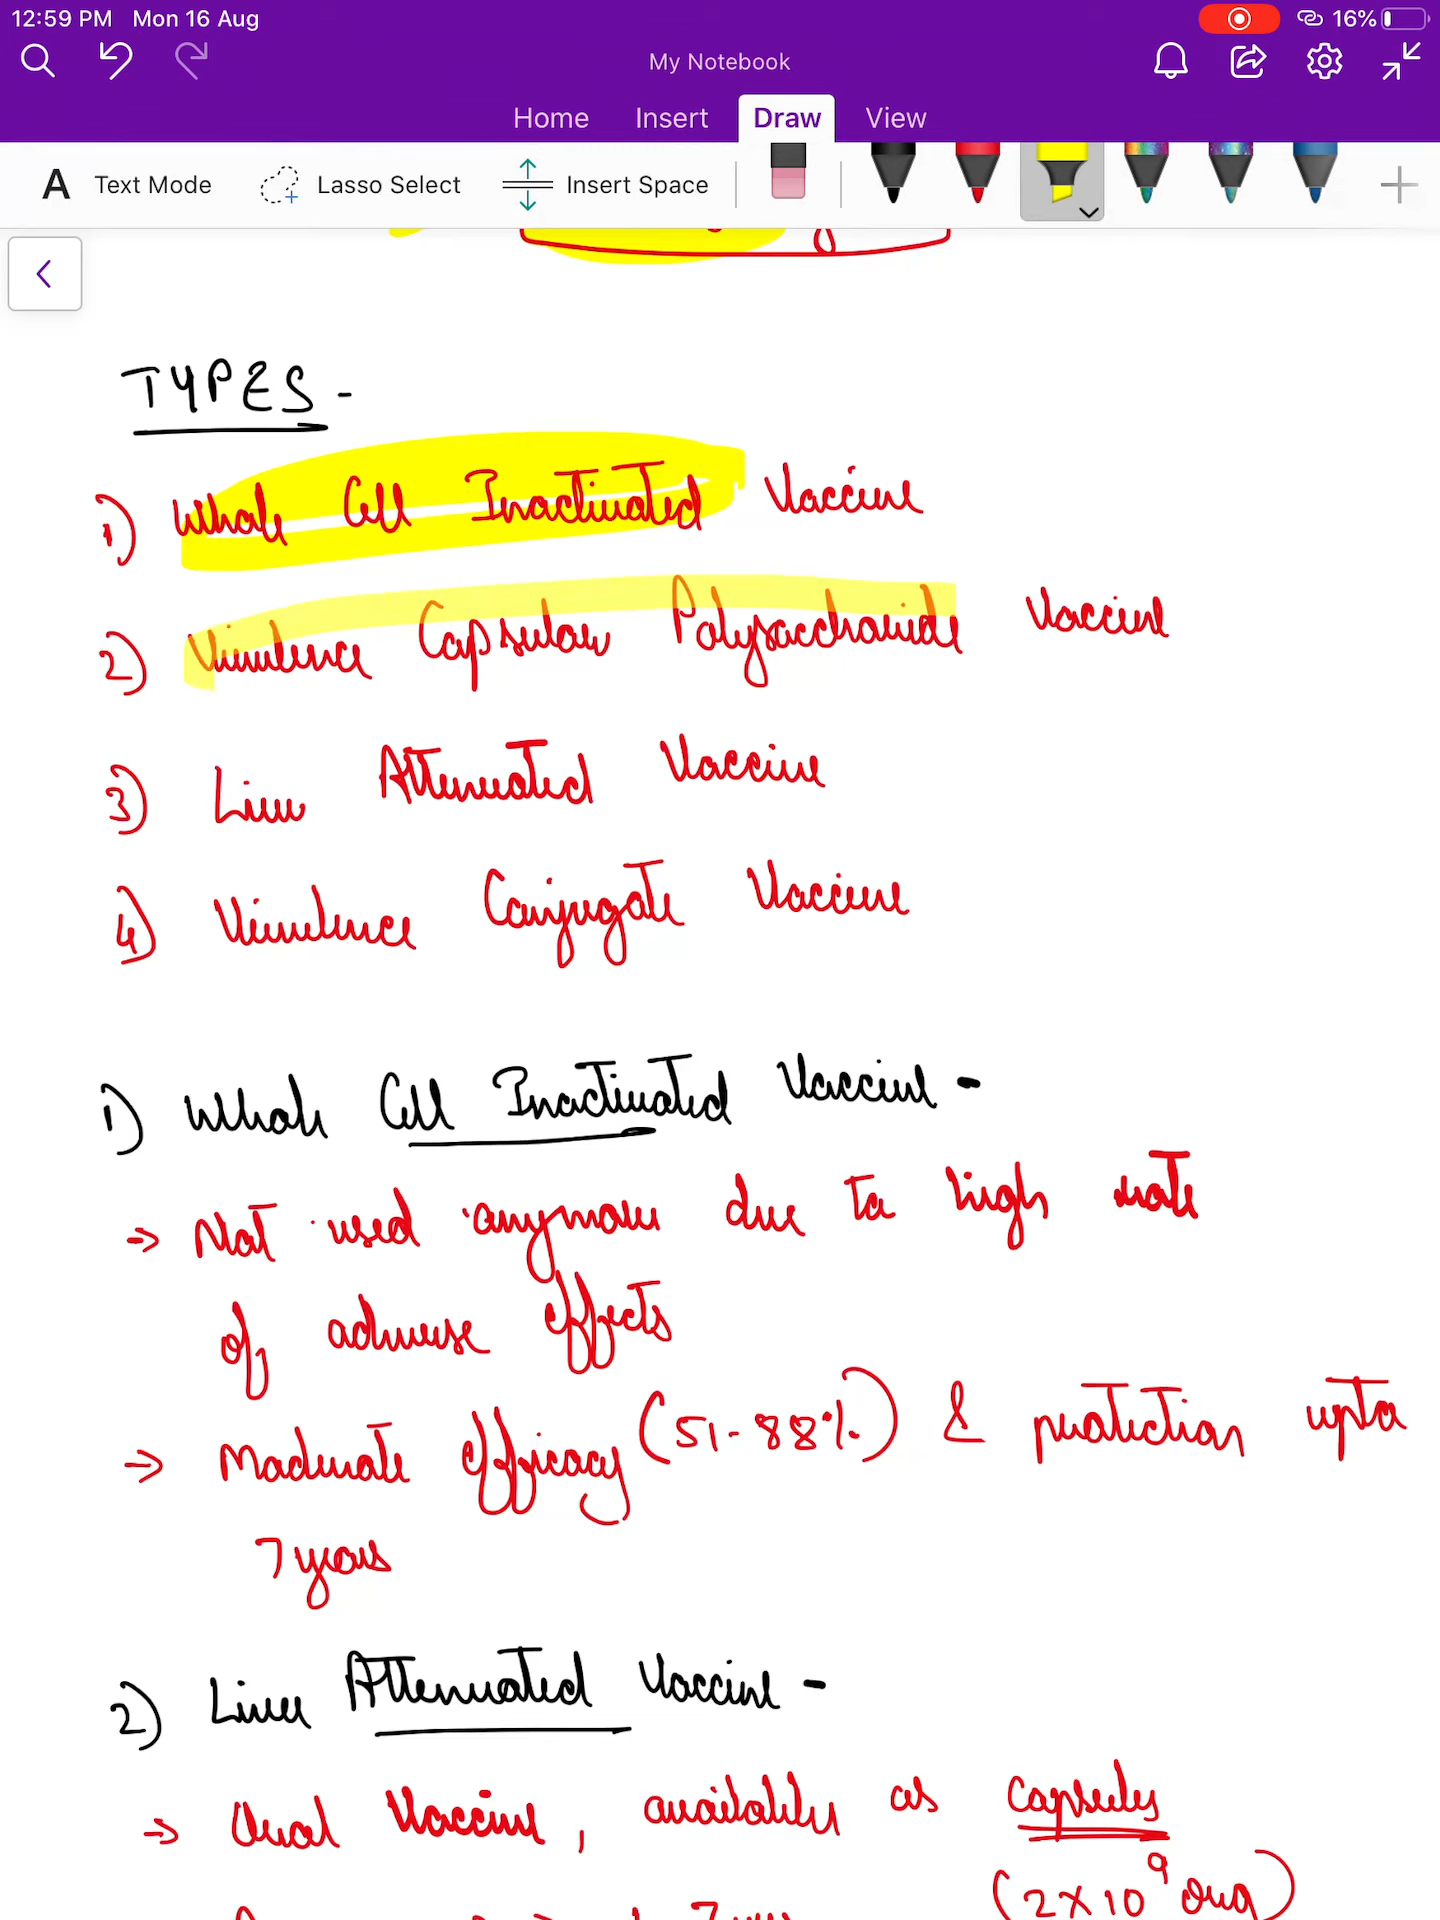 12:59 PM Mon 16 Aug 16%
My Notebook
Home Insert Draw View
A Text Mode Lasso Select Insert Space
TYPES -
1) Whole Cell Inactivated Vaccine
2) Virulence Capsular Polysaccharide Vaccine
3) Live Attenuated Vaccine
4) Virulence Conjugate Vaccine
1) Whole Cell Inactivated Vaccine -
→ Not used anymore due to high rate
of adverse effects
→ Moderate efficacy (51-88%) & protection upto
7 years
2) Live Attenuated Vaccine -
→ Oral Vaccine, available as Capsules
(2×10⁹ org)